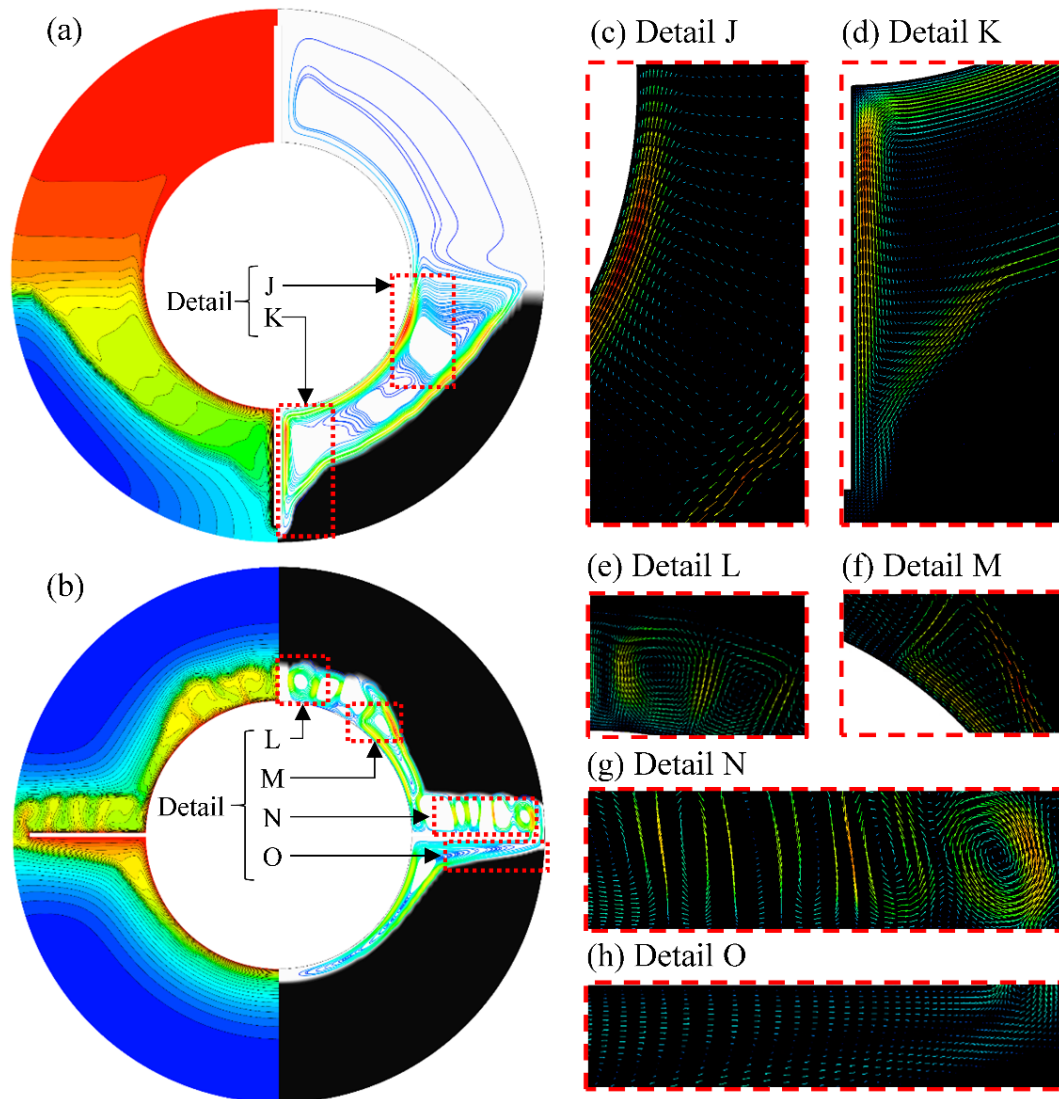 (a)
Detail
J
K
(b)
Detail
L
M
N
O
(c) Detail J
(d) Detail K
(e) Detail L
(f) Detail M
(g) Detail N
(h) Detail O